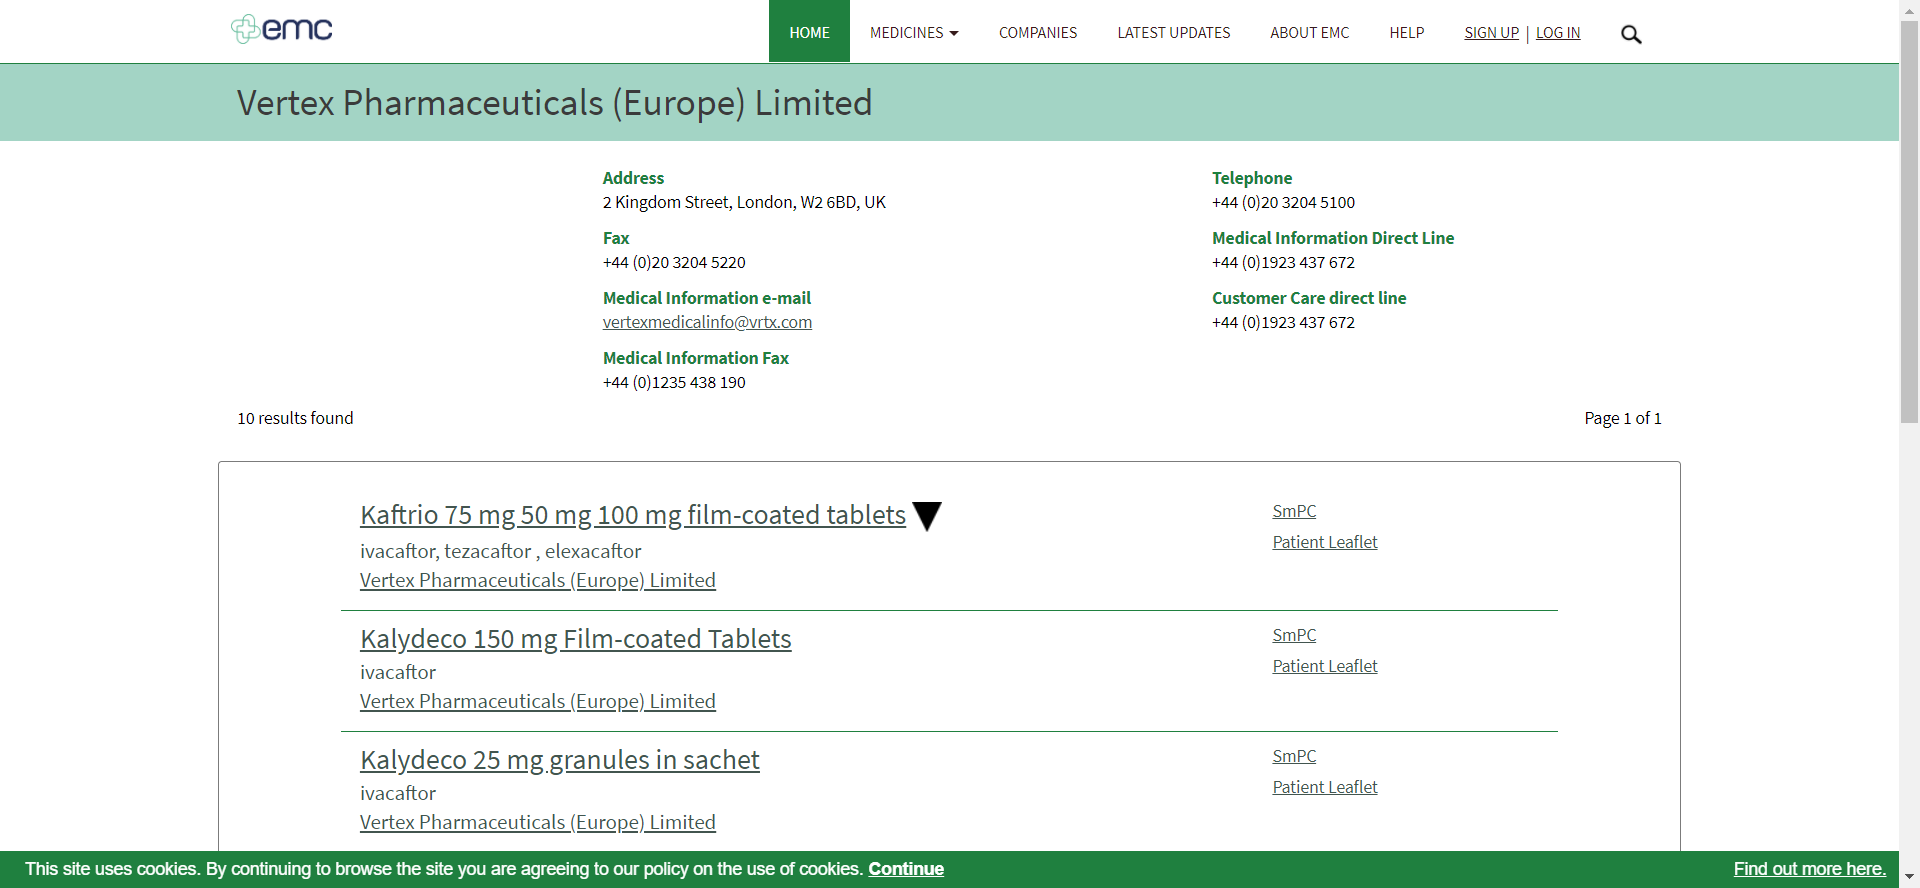 emc
HOME MEDICINES COMPANIES LATEST UPDATES ABOUT EMC HELP SIGN UP | LOG IN
Vertex Pharmaceuticals (Europe) Limited
Address
2 Kingdom Street, London, W2 6BD, UK
Telephone
+44 (0)20 3204 5100
Fax
+44 (0)20 3204 5220
Medical Information Direct Line
+44 (0)1923 437 672
Medical Information e-mail
vertexmedicalinfo@vrtx.com
Customer Care direct line
+44 (0)1923 437 672
Medical Information Fax
+44 (0)1235 438 190
10 results found
Page 1 of 1
Kaftrio 75 mg 50 mg 100 mg film-coated tablets
ivacaftor, tezacaftor , elexacaftor
Vertex Pharmaceuticals (Europe) Limited
SmPC
Patient Leaflet
Kalydeco 150 mg Film-coated Tablets
ivacaftor
Vertex Pharmaceuticals (Europe) Limited
SmPC
Patient Leaflet
Kalydeco 25 mg granules in sachet
ivacaftor
Vertex Pharmaceuticals (Europe) Limited
SmPC
Patient Leaflet
This site uses cookies. By continuing to browse the site you are agreeing to our policy on the use of cookies. Continue
Find out more here.